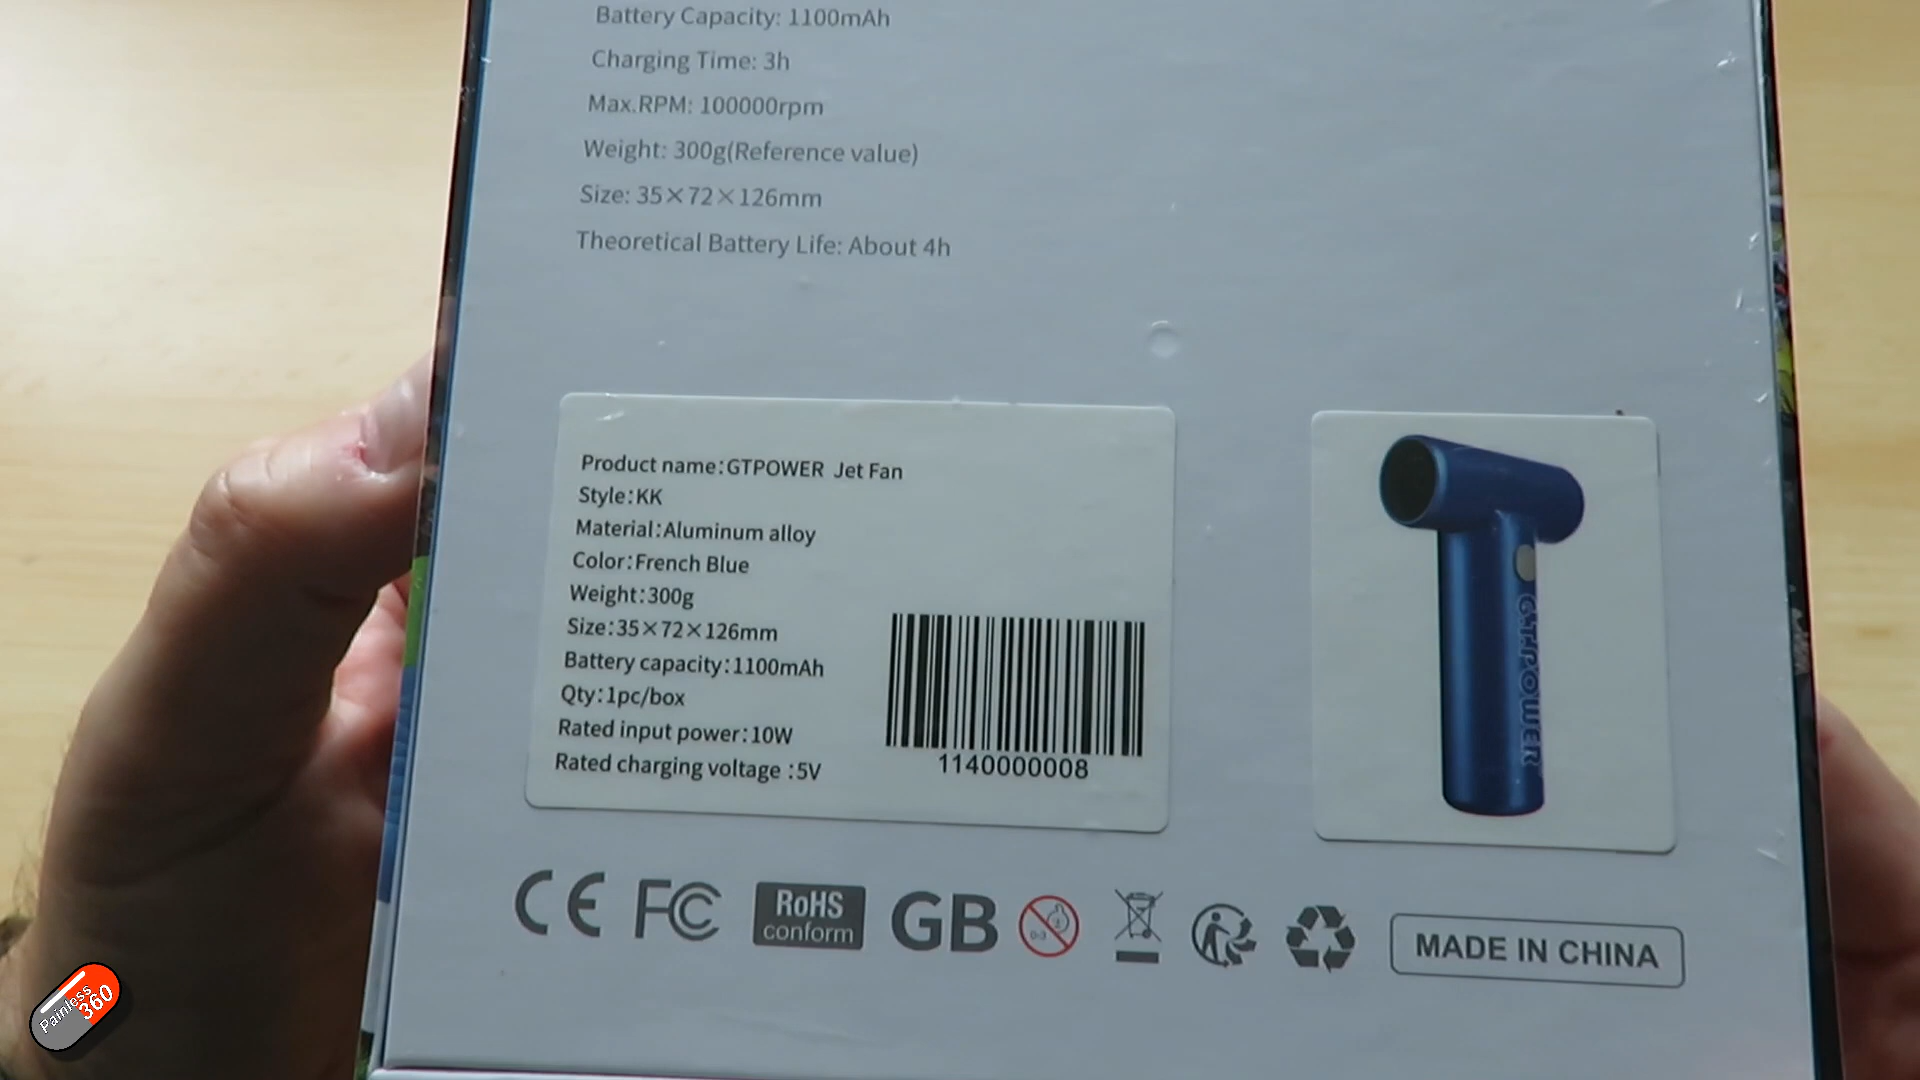 Battery Capacity: 1100mAh
Charging Time: 3h
Max.RPM: 100000rpm
Weight: 300g(Reference value)
Size: 35×72×126mm
Theoretical Battery Life: About 4h
Product name:GTPOWER Jet Fan
Style:KK
Material:Aluminum alloy
Color:French Blue
Weight:300g
Size:35×72×126mm
Battery capacity:1100mAh
Qty:1pc/box
Rated input power:10W
Rated charging voltage :5V
1140000008
GTPOWER
CE FC RoHS conform GB 0-3 MADE IN CHINA
Painless 360